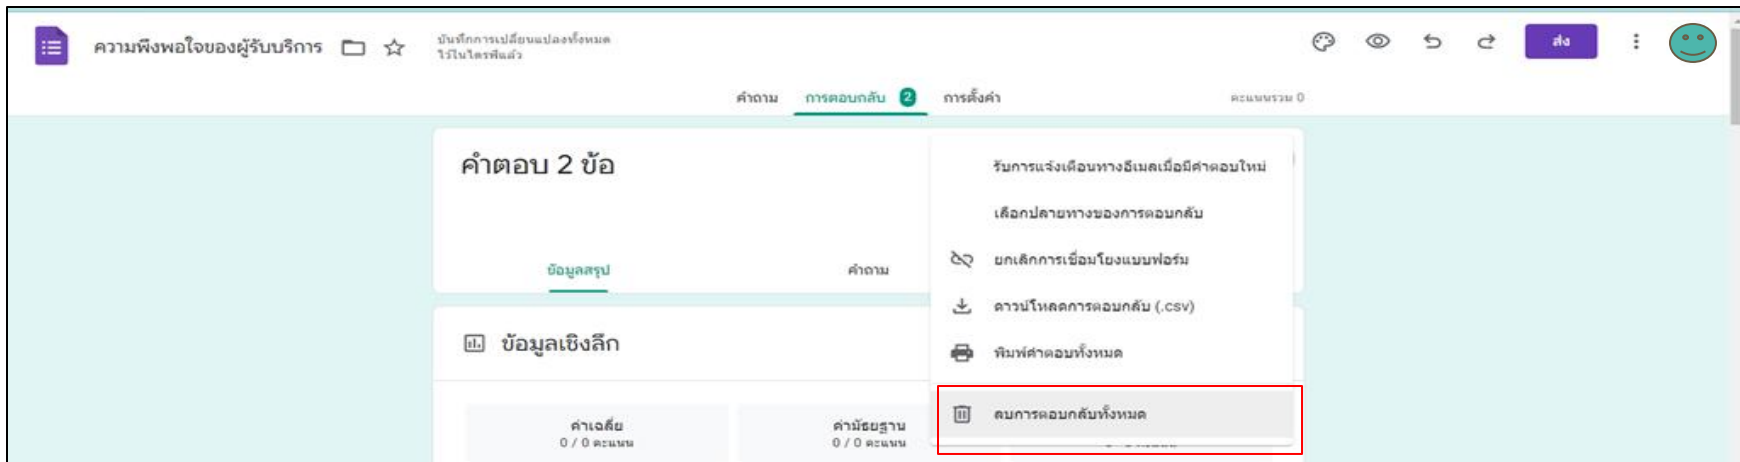 ความพึงพอใจของผู้รับบริการ
บันทึกการเปลี่ยนแปลงทั้งหมด
ไว้ในไดรฟ์แล้ว
ส่ง
คำถาม การตอบกลับ 2 การตั้งค่า คะแนนรวม 0
คำตอบ 2 ข้อ
ข้อมูลสรุป คำถาม
ข้อมูลเชิงลึก
ค่าเฉลี่ย
0 / 0 คะแนน
ค่ามัธยฐาน
0 / 0 คะแนน
รับการแจ้งเตือนทางอีเมลเมื่อมีคำตอบใหม่
เลือกปลายทางของการตอบกลับ
ยกเลิกการเชื่อมโยงแบบฟอร์ม
ดาวน์โหลดการตอบกลับ (.csv)
พิมพ์คำตอบทั้งหมด
ลบการตอบกลับทั้งหมด